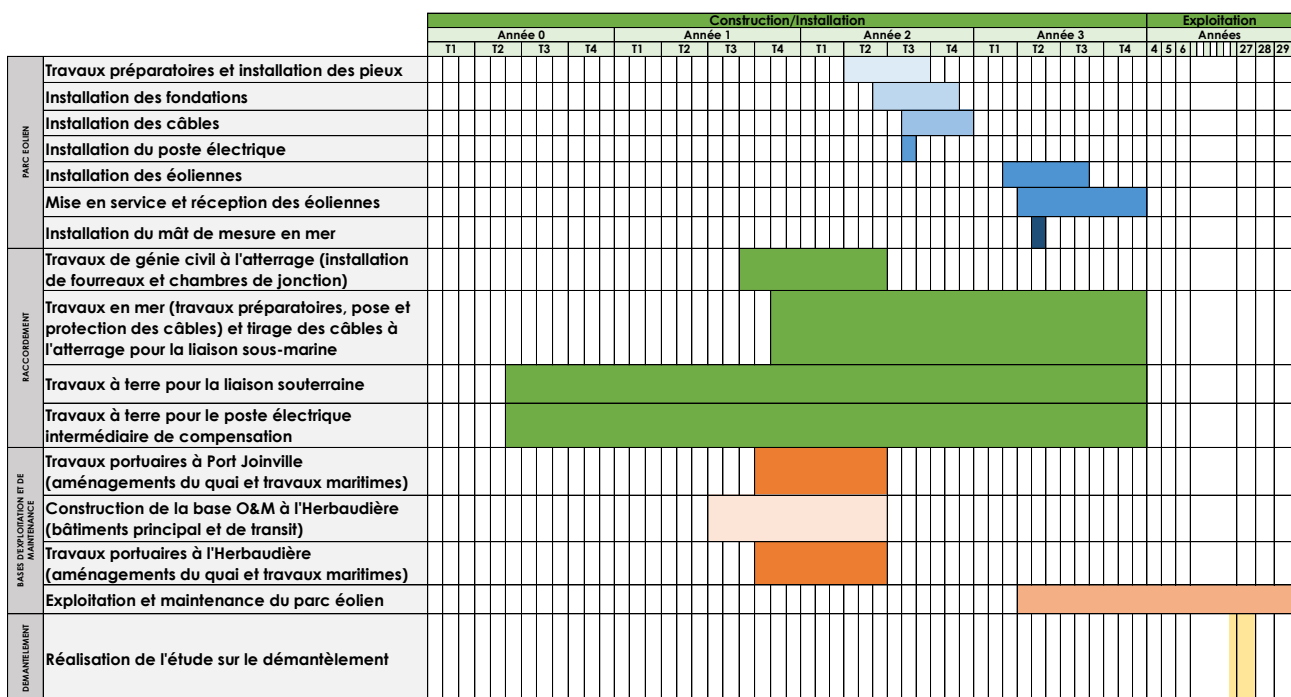 Construction/Installation Exploitation
Année 0 Année 1 Année 2 Année 3 Années
T1 T2 T3 T4 T1 T2 T3 T4 T1 T2 T3 T4 T1 T2 T3 T4 4 5 6 27 28 29
PARC EOLIEN
Travaux préparatoires et installation des pieux
Installation des fondations
Installation des câbles
Installation du poste électrique
Installation des éoliennes
Mise en service et réception des éoliennes
Installation du mât de mesure en mer
RACCORDEMENT
Travaux de génie civil à l'atterrage (installation
de fourreaux et chambres de jonction)
Travaux en mer (travaux préparatoires, pose et
protection des câbles) et tirage des câbles à
l'atterrage pour la liaison sous-marine
Travaux à terre pour la liaison souterraine
Travaux à terre pour le poste électrique
intermédiaire de compensation
BASES D'EXPLOITATION ET DE
MAINTENANCE
Travaux portuaires à Port Joinville
(aménagements du quai et travaux maritimes)
Construction de la base O&M à l'Herbaudière
(bâtiments principal et de transit)
Travaux portuaires à l'Herbaudière
(aménagements du quai et travaux maritimes)
Exploitation et maintenance du parc éolien
DEMANTELEMENT
Réalisation de l'étude sur le démantèlement